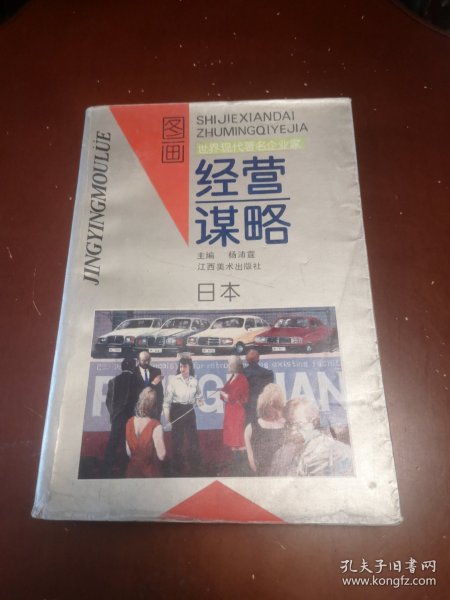 图画
SHIJIEXIANDAI
ZHUMINGQIYEJIA
世界现代著名企业家
JINGYINGMOULÜE
经营
谋略
主编 杨沛霆
江西美术出版社
日本
孔夫子旧书网
www.kongfz.com